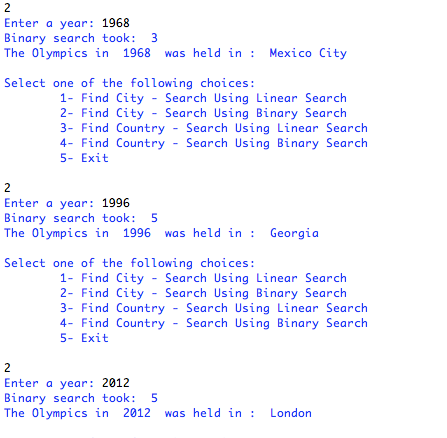 2
Enter a year: 1968
Binary search took:  3
The Olympics in  1968  was held in :  Mexico City
Select one of the following choices:
1- Find City - Search Using Linear Search
2- Find City - Search Using Binary Search
3- Find Country - Search Using Linear Search
4- Find Country - Search Using Binary Search
5- Exit
2
Enter a year: 1996
Binary search took:  5
The Olympics in  1996  was held in :  Georgia
Select one of the following choices:
1- Find City - Search Using Linear Search
2- Find City - Search Using Binary Search
3- Find Country - Search Using Linear Search
4- Find Country - Search Using Binary Search
5- Exit
2
Enter a year: 2012
Binary search took:  5
The Olympics in  2012  was held in :  London